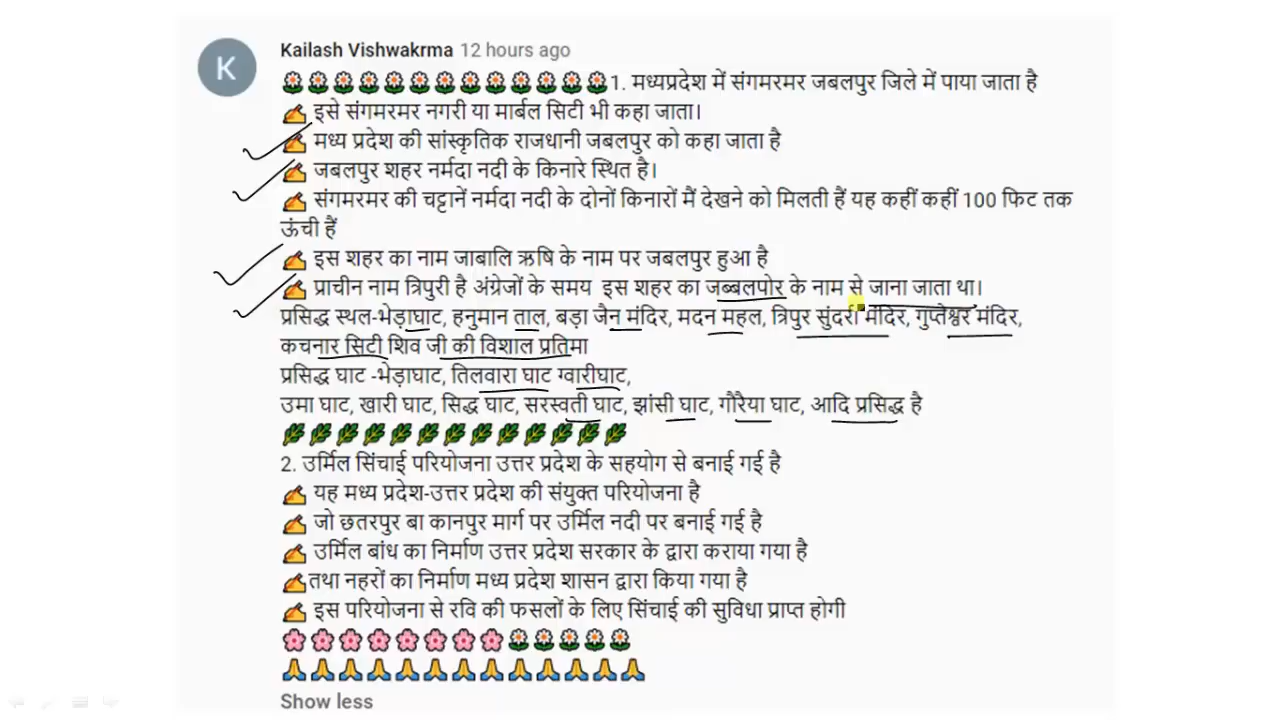 K
Kailash Vishwakrma 12 hours ago
1. मध्यप्रदेश में संगमरमर जबलपुर जिले में पाया जाता है
इसे संगमरमर नगरी या मार्बल सिटी भी कहा जाता।
मध्य प्रदेश की सांस्कृतिक राजधानी जबलपुर को कहा जाता है
जबलपुर शहर नर्मदा नदी के किनारे स्थित है।
संगमरमर की चट्टानें नर्मदा नदी के दोनों किनारों मैं देखने को मिलती हैं यह कहीं कहीं 100 फिट तक
ऊंची हैं
इस शहर का नाम जाबालि ऋषि के नाम पर जबलपुर हुआ है
प्राचीन नाम त्रिपुरी है अंग्रेजों के समय इस शहर का जब्बलपोर के नाम से जाना जाता था।
प्रसिद्ध स्थल-भेड़ाघाट, हनुमान ताल, बड़ा जैन मंदिर, मदन महल, त्रिपुर सुंदरी मंदिर, गुप्तेश्वर मंदिर,
कचनार सिटी शिव जी की विशाल प्रतिमा
प्रसिद्ध घाट -भेड़ाघाट, तिलवारा घाट ग्वारीघाट,
उमा घाट, खारी घाट, सिद्ध घाट, सरस्वती घाट, झांसी घाट, गौरैया घाट, आदि प्रसिद्ध है
2. उर्मिल सिंचाई परियोजना उत्तर प्रदेश के सहयोग से बनाई गई है
यह मध्य प्रदेश-उत्तर प्रदेश की संयुक्त परियोजना है
जो छतरपुर बा कानपुर मार्ग पर उर्मिल नदी पर बनाई गई है
उर्मिल बांध का निर्माण उत्तर प्रदेश सरकार के द्वारा कराया गया है
तथा नहरों का निर्माण मध्य प्रदेश शासन द्वारा किया गया है
इस परियोजना से रवि की फसलों के लिए सिंचाई की सुविधा प्राप्त होगी
Show less